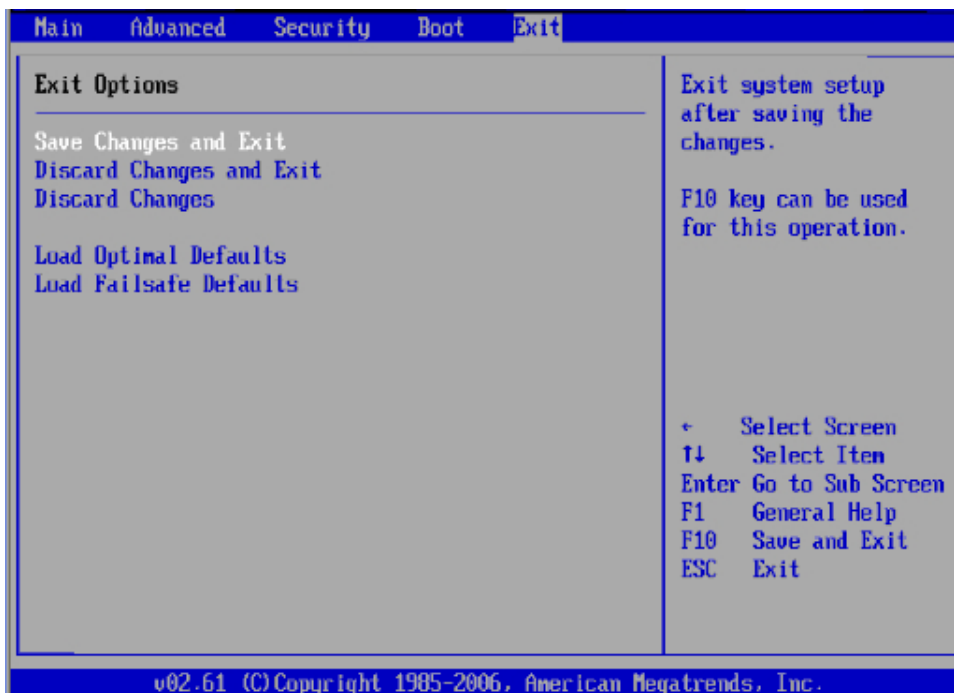 Main Advanced Security Boot Exit
Exit Options
Save Changes and Exit
Discard Changes and Exit
Discard Changes
Load Optimal Defaults
Load Failsafe Defaults
Exit system setup
after saving the
changes.
F10 key can be used
for this operation.
← Select Screen
↑↓ Select Item
Enter Go to Sub Screen
F1 General Help
F10 Save and Exit
ESC Exit
v02.61 (C)Copyright 1985-2006, American Megatrends, Inc.